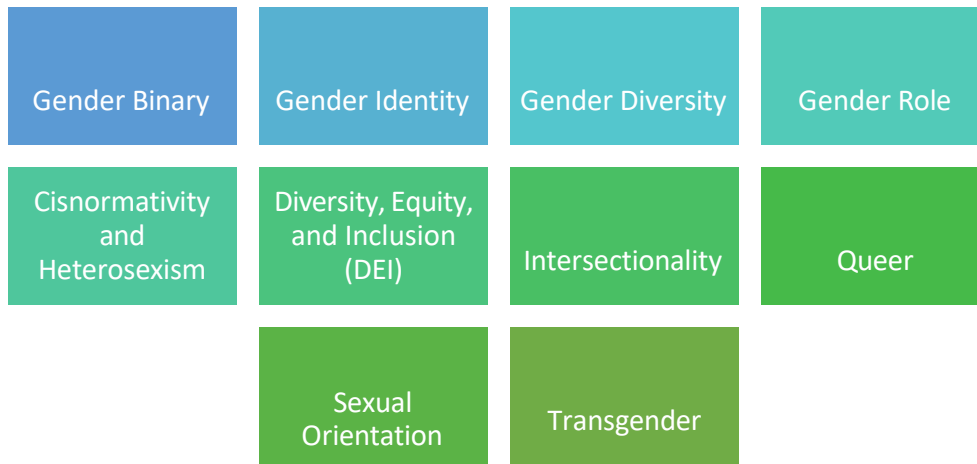 Gender Binary
Gender Identity
Gender Diversity
Gender Role
Cisnormativity
and
Heterosexism
Diversity, Equity,
and Inclusion
(DEI)
Intersectionality
Queer
Sexual
Orientation
Transgender